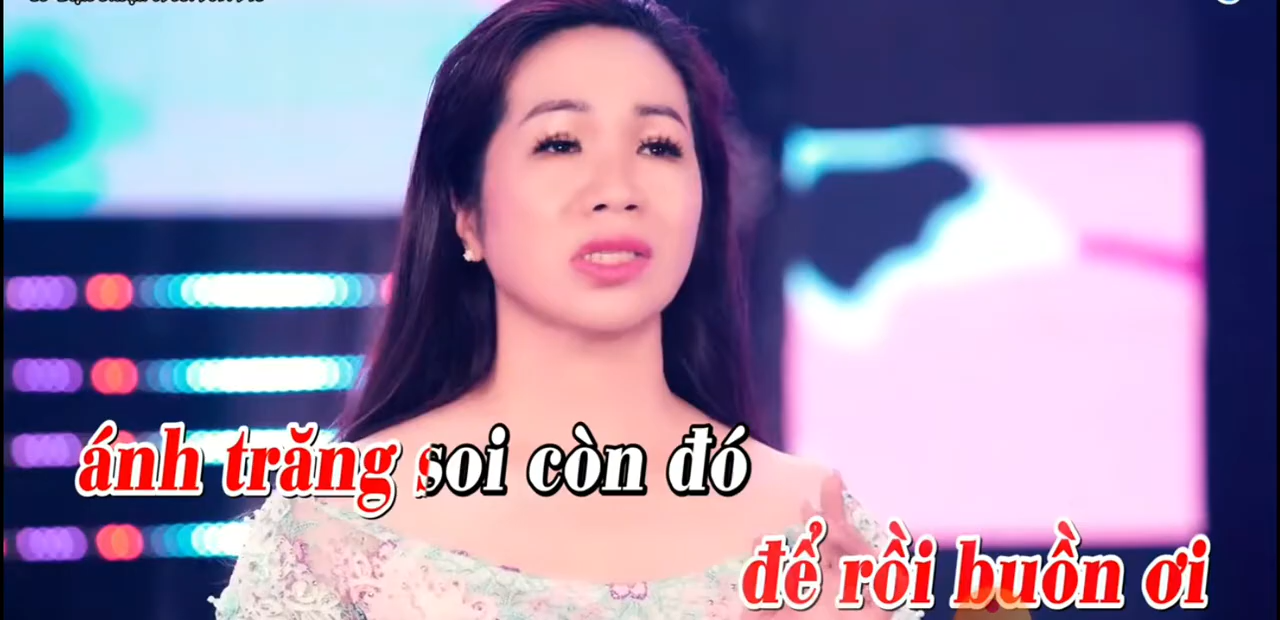 ánh trăng soi còn đó
để rồi buồn ơi